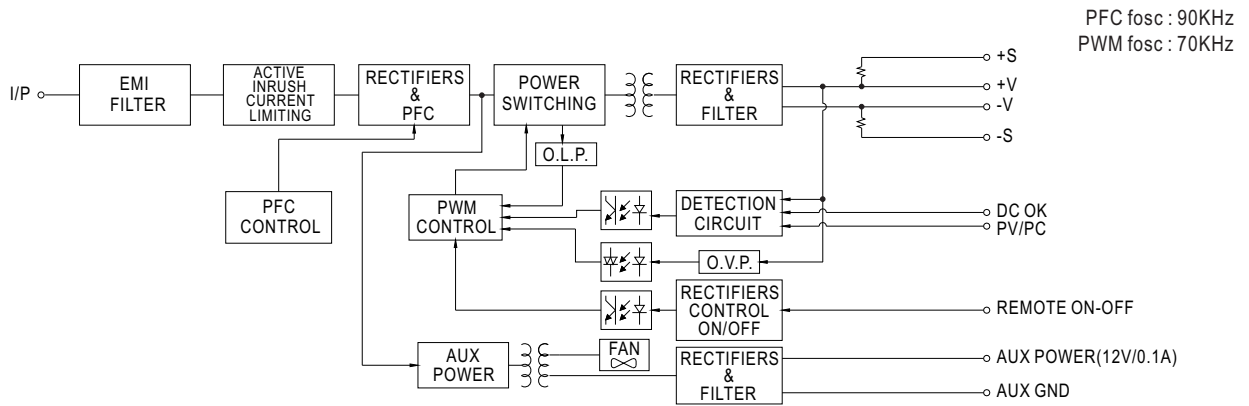 PFC fosc : 90KHz
PWM fosc : 70KHz
I/P
EMI
FILTER
ACTIVE
INRUSH
CURRENT
LIMITING
RECTIFIERS
&
PFC
POWER
SWITCHING
RECTIFIERS
&
FILTER
+S
+V
-V
-S
O.L.P.
PFC
CONTROL
PWM
CONTROL
DETECTION
CIRCUIT
DC OK
PV/PC
O.V.P.
RECTIFIERS
CONTROL
ON/OFF
REMOTE ON-OFF
AUX
POWER
FAN
RECTIFIERS
&
FILTER
AUX POWER(12V/0.1A)
AUX GND